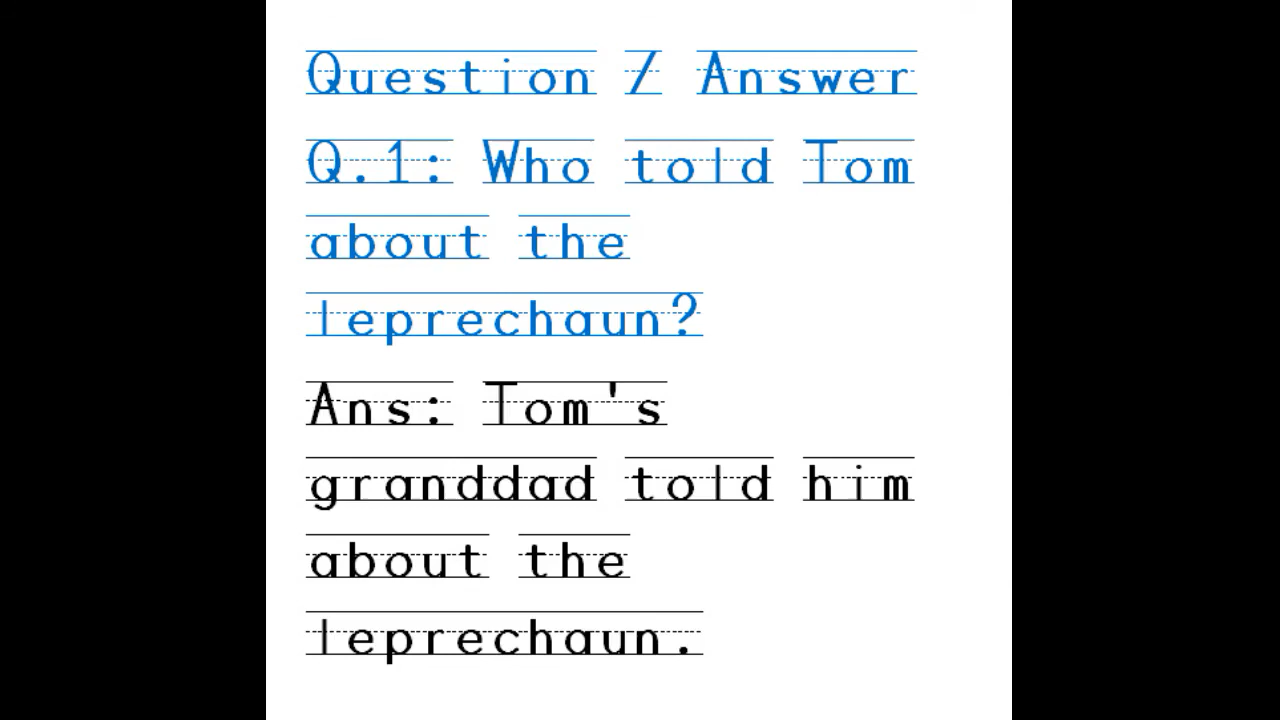 Question / Answer
Q.1: Who told Tom
about the
leprechaun?
Ans: Tom's
granddad told him
about the
leprechaun.